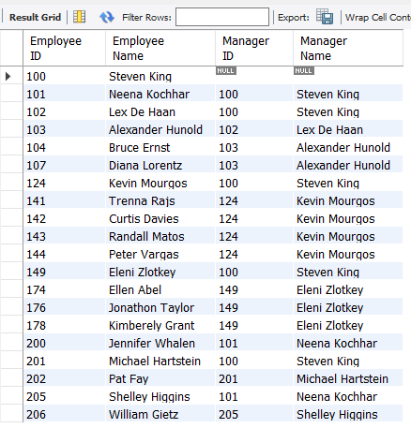 Result Grid Filter Rows: Export: Wrap Cell Cont
Employee ID Employee Name Manager ID Manager Name
100 Steven King NULL NULL
101 Neena Kochhar 100 Steven King
102 Lex De Haan 100 Steven King
103 Alexander Hunold 102 Lex De Haan
104 Bruce Ernst 103 Alexander Hunold
107 Diana Lorentz 103 Alexander Hunold
124 Kevin Mourgos 100 Steven King
141 Trenna Rajs 124 Kevin Mourgos
142 Curtis Davies 124 Kevin Mourgos
143 Randall Matos 124 Kevin Mourgos
144 Peter Vargas 124 Kevin Mourgos
149 Eleni Zlotkey 100 Steven King
174 Ellen Abel 149 Eleni Zlotkey
176 Jonathon Taylor 149 Eleni Zlotkey
178 Kimberely Grant 149 Eleni Zlotkey
200 Jennifer Whalen 101 Neena Kochhar
201 Michael Hartstein 100 Steven King
202 Pat Fay 201 Michael Hartstein
205 Shelley Higgins 101 Neena Kochhar
206 William Gietz 205 Shelley Higgins